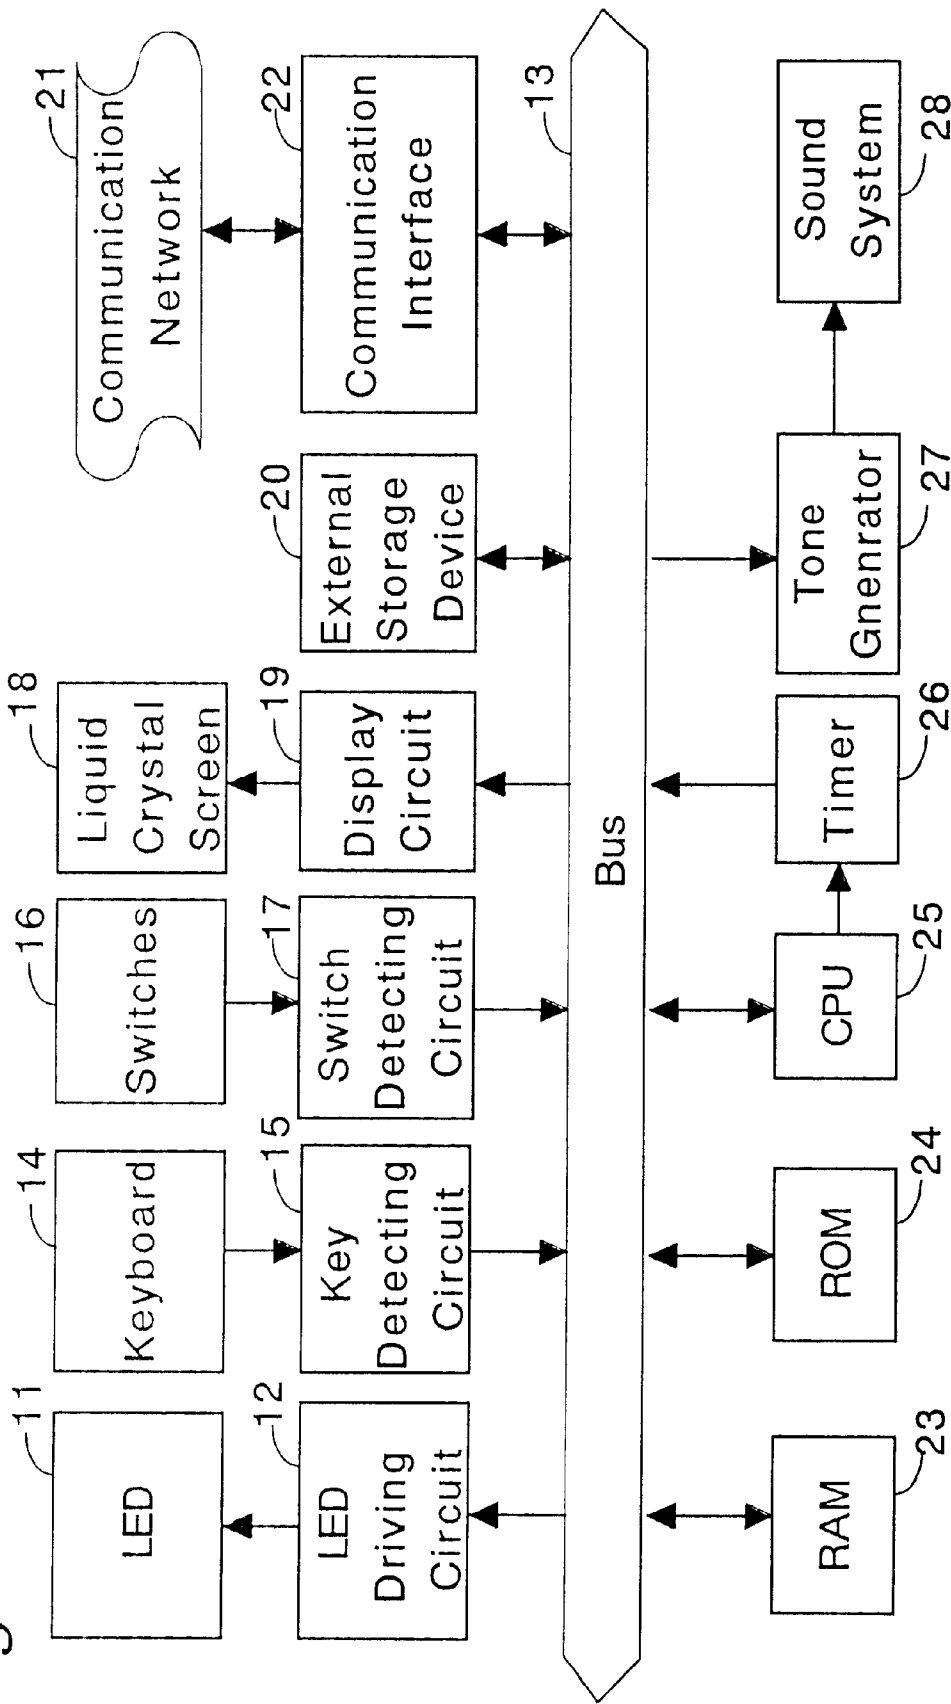 11
LED
14
Keyboard
16
Switches
18
Liquid
Crystal
Screen
21
Communication
Network
12
LED
Driving
Circuit
15
Key
Detecting
Circuit
17
Switch
Detecting
Circuit
19
Display
Circuit
20
External
Storage
Device
22
Communication
Interface
13
Bus
RAM
23
ROM
24
CPU
25
Timer
26
Tone
Gnenrator
27
Sound
System
28